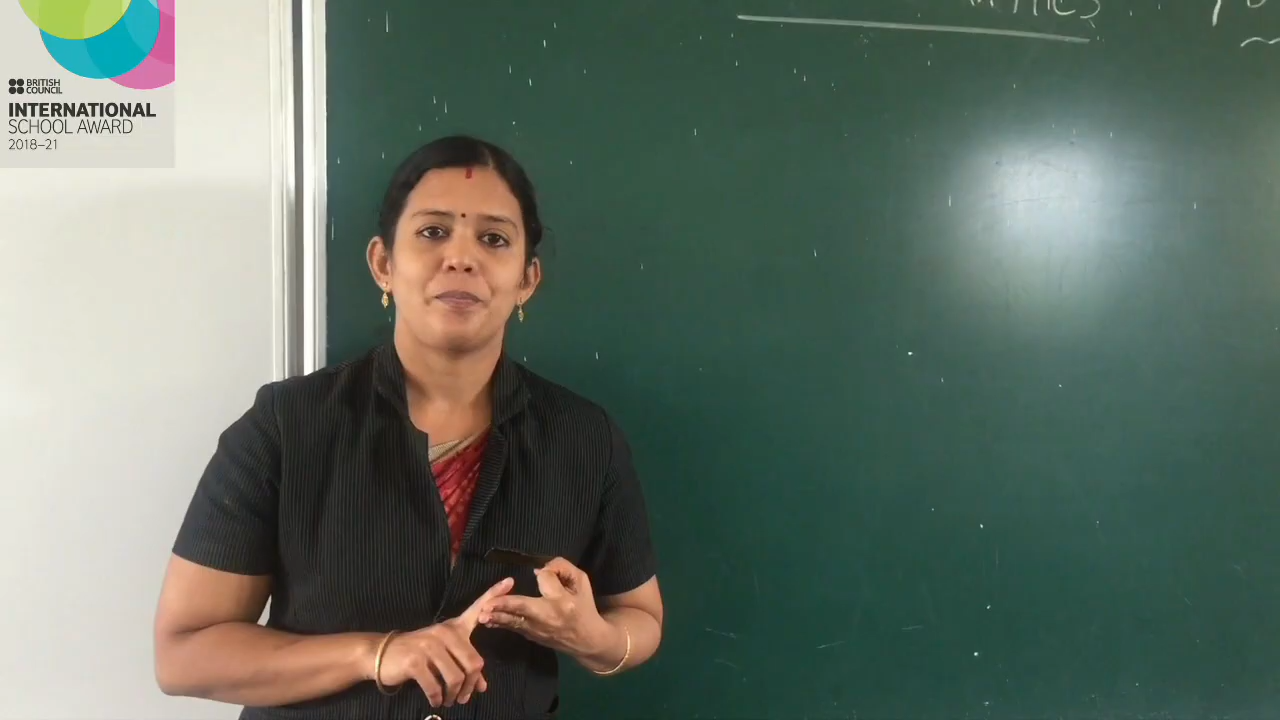 BRITISH
COUNCIL
INTERNATIONAL
SCHOOL AWARD
2018–21